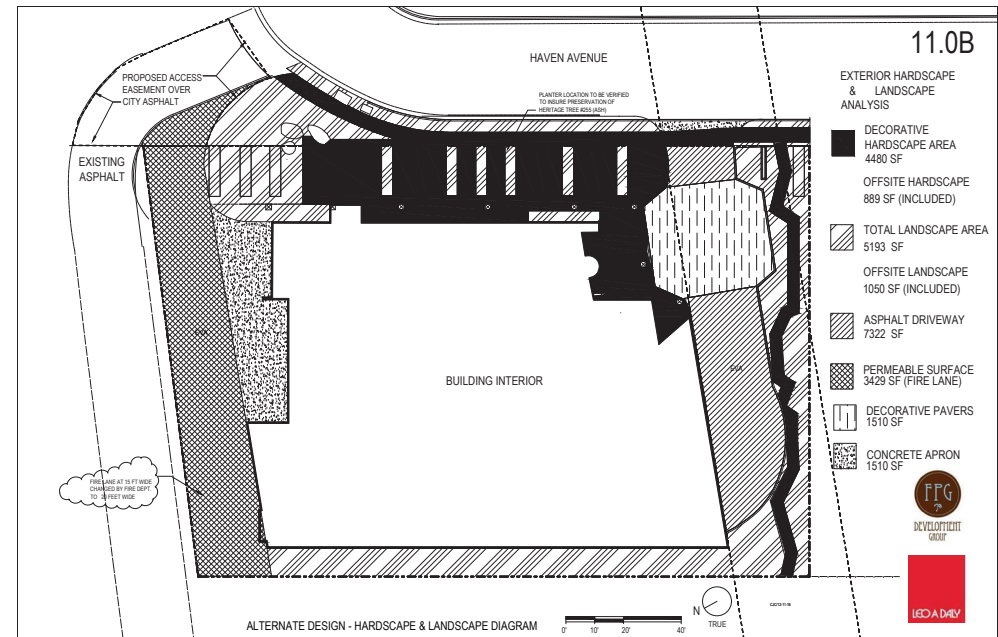 11.0B
HAVEN AVENUE
EXTERIOR HARDSCAPE
& LANDSCAPE
ANALYSIS
PROPOSED ACCESS
EASEMENT OVER
CITY ASPHALT
PLANTER LOCATION TO BE VERIFIED
TO INSURE PRESERVATION OF
HERITAGE TREE #255 (ASH)
EXISTING
ASPHALT
DECORATIVE
HARDSCAPE AREA
4480 SF
OFFSITE HARDSCAPE
889 SF (INCLUDED)
TOTAL LANDSCAPE AREA
5193 SF
OFFSITE LANDSCAPE
1050 SF (INCLUDED)
ASPHALT DRIVEWAY
7322 SF
PERMEABLE SURFACE
3429 SF (FIRE LANE)
DECORATIVE PAVERS
1510 SF
CONCRETE APRON
1510 SF
EVA
EVA
BUILDING INTERIOR
FIRE LANE AT 15 FT WIDE
CHANGED BY FIRE DEPT.
TO 20 FEET WIDE
FPG
DEVELOPMENT
GROUP
LEO A DALY
N
TRUE
ALTERNATE DESIGN - HARDSCAPE & LANDSCAPE DIAGRAM
0' 10' 20' 40'